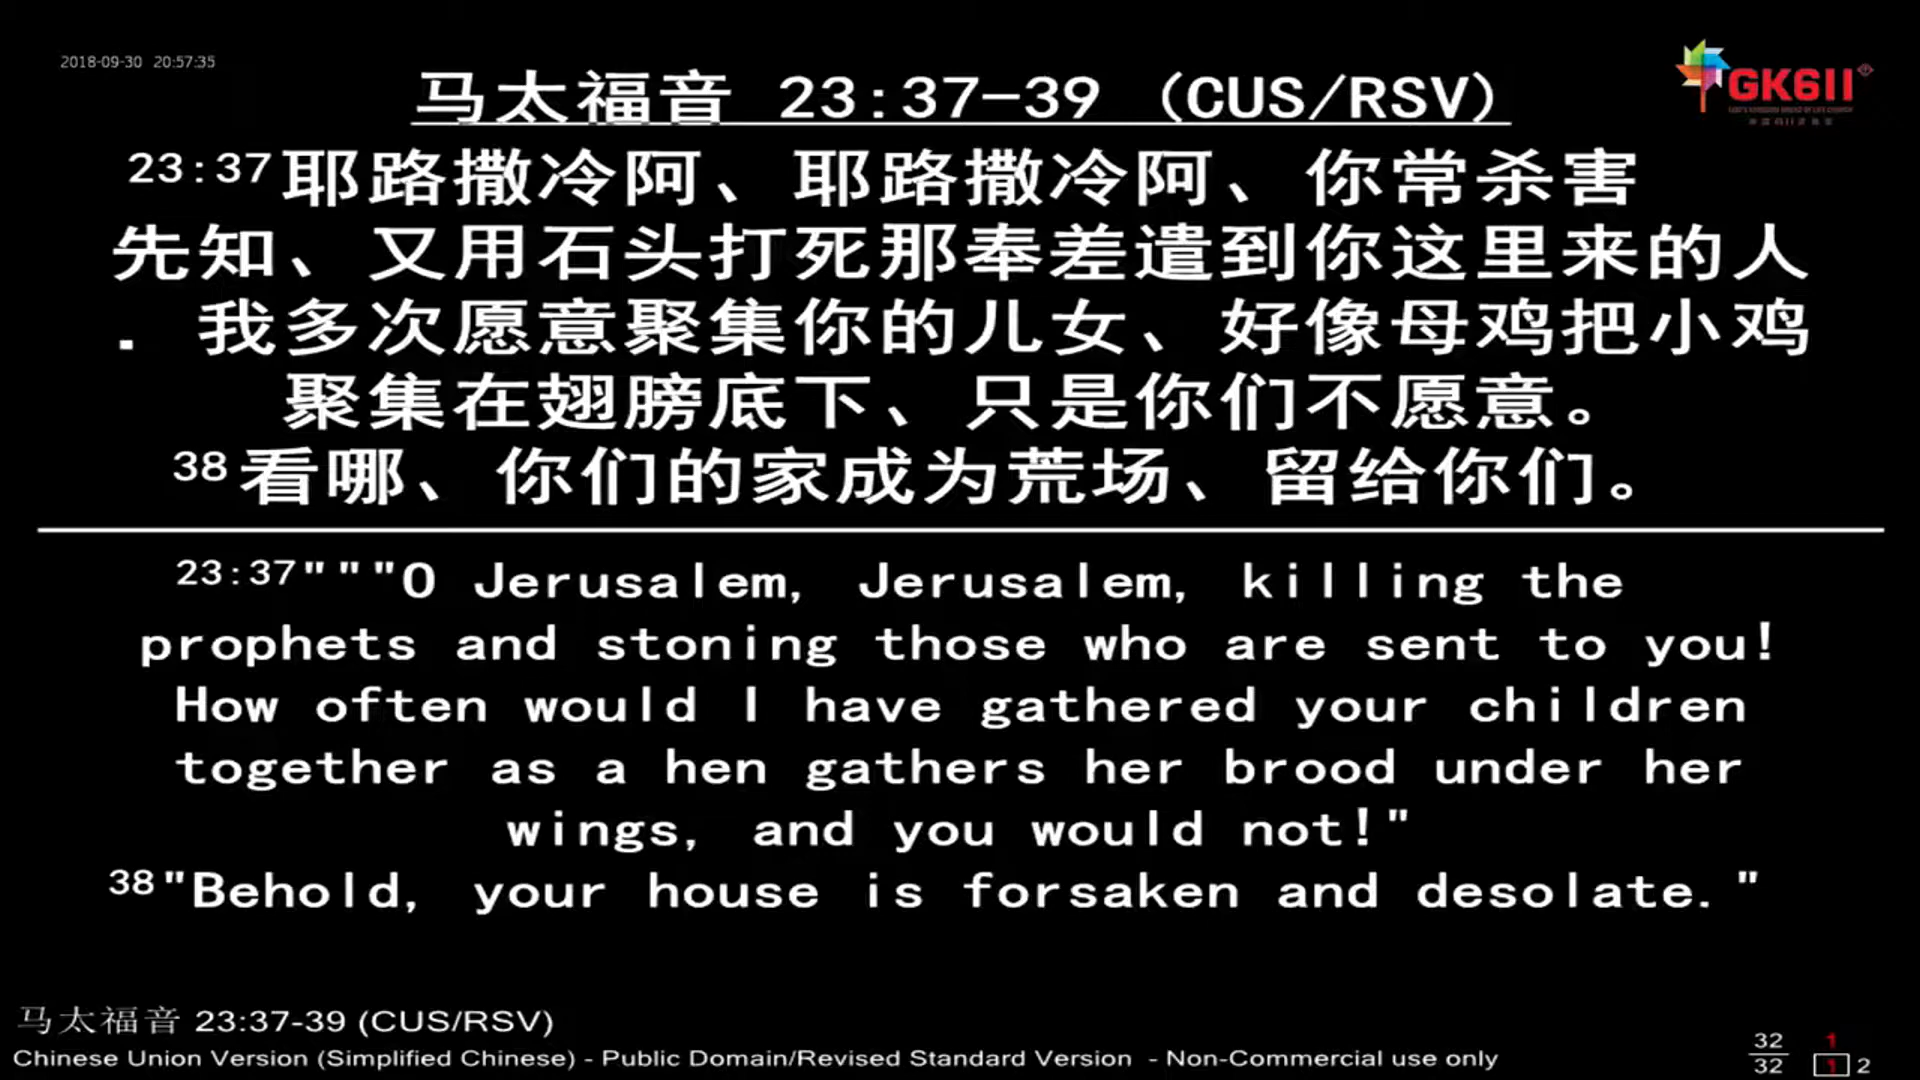 2018-09-30 20:57:35
马太福音 23:37-39 (CUS/RSV)
GK611
23:37耶路撒冷阿、耶路撒冷阿、你常杀害
先知、又用石头打死那奉差遣到你这里来的人
．我多次愿意聚集你的儿女、好像母鸡把小鸡
聚集在翅膀底下、只是你们不愿意。
38看哪、你们的家成为荒场、留给你们。
23:37"""O Jerusalem, Jerusalem, killing the
prophets and stoning those who are sent to you!
How often would I have gathered your children
together as a hen gathers her brood under her
wings, and you would not!"
38"Behold, your house is forsaken and desolate."
马太福音 23:37-39 (CUS/RSV)
Chinese Union Version (Simplified Chinese) - Public Domain/Revised Standard Version - Non-Commercial use only
32 1
32 1 2